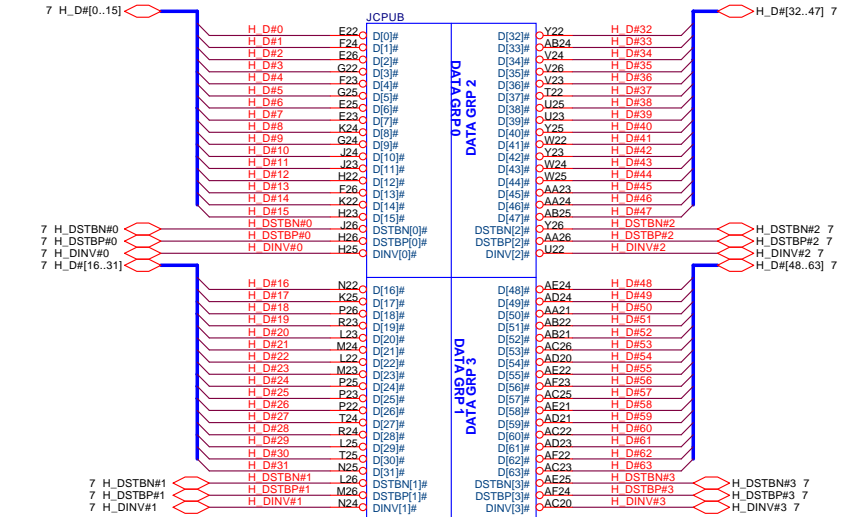 7 H_D#[0..15] H_D#[32..47] 7
JCPUB
H_D#0 E22 D[0]# D[32]# Y22 H_D#32
H_D#1 F24 D[1]# D[33]# AB24 H_D#33
H_D#2 E26 D[2]# D[34]# V24 H_D#34
H_D#3 G22 D[3]# D[35]# V26 H_D#35
H_D#4 F23 D[4]# D[36]# V23 H_D#36
H_D#5 G25 D[5]# D[37]# T22 H_D#37
H_D#6 E25 D[6]# D[38]# U25 H_D#38
H_D#7 E23 D[7]# D[39]# U23 H_D#39
H_D#8 K24 D[8]# D[40]# Y25 H_D#40
H_D#9 G24 D[9]# D[41]# W22 H_D#41
H_D#10 J24 D[10]# D[42]# Y23 H_D#42
H_D#11 J23 D[11]# D[43]# W24 H_D#43
H_D#12 H22 D[12]# D[44]# W25 H_D#44
H_D#13 F26 D[13]# D[45]# AA23 H_D#45
H_D#14 K22 D[14]# D[46]# AA24 H_D#46
H_D#15 H23 D[15]# D[47]# AB25 H_D#47
7 H_DSTBN#0 H_DSTBN#0 J26 DSTBN[0]# DSTBN[2]# Y26 H_DSTBN#2 H_DSTBN#2 7
7 H_DSTBP#0 H_DSTBP#0 H26 DSTBP[0]# DSTBP[2]# AA26 H_DSTBP#2 H_DSTBP#2 7
7 H_DINV#0 H_DINV#0 H25 DINV[0]# DINV[2]# U22 H_DINV#2 H_DINV#2 7
DATA GRP 0
DATA GRP 2
7 H_D#[16..31] H_D#[48..63] 7
H_D#16 N22 D[16]# D[48]# AE24 H_D#48
H_D#17 K25 D[17]# D[49]# AD24 H_D#49
H_D#18 P26 D[18]# D[50]# AA21 H_D#50
H_D#19 R23 D[19]# D[51]# AB22 H_D#51
H_D#20 L23 D[20]# D[52]# AB21 H_D#52
H_D#21 M24 D[21]# D[53]# AC26 H_D#53
H_D#22 L22 D[22]# D[54]# AD20 H_D#54
H_D#23 M23 D[23]# D[55]# AE22 H_D#55
H_D#24 P25 D[24]# D[56]# AF23 H_D#56
H_D#25 P23 D[25]# D[57]# AC25 H_D#57
H_D#26 P22 D[26]# D[58]# AE21 H_D#58
H_D#27 T24 D[27]# D[59]# AD21 H_D#59
H_D#28 R24 D[28]# D[60]# AC22 H_D#60
H_D#29 L25 D[29]# D[61]# AD23 H_D#61
H_D#30 T25 D[30]# D[62]# AF22 H_D#62
H_D#31 N25 D[31]# D[63]# AC23 H_D#63
7 H_DSTBN#1 H_DSTBN#1 L26 DSTBN[1]# DSTBN[3]# AE25 H_DSTBN#3 H_DSTBN#3 7
7 H_DSTBP#1 H_DSTBP#1 M26 DSTBP[1]# DSTBP[3]# AF24 H_DSTBP#3 H_DSTBP#3 7
7 H_DINV#1 H_DINV#1 N24 DINV[1]# DINV[3]# AC20 H_DINV#3 H_DINV#3 7
DATA GRP 1
DATA GRP 3